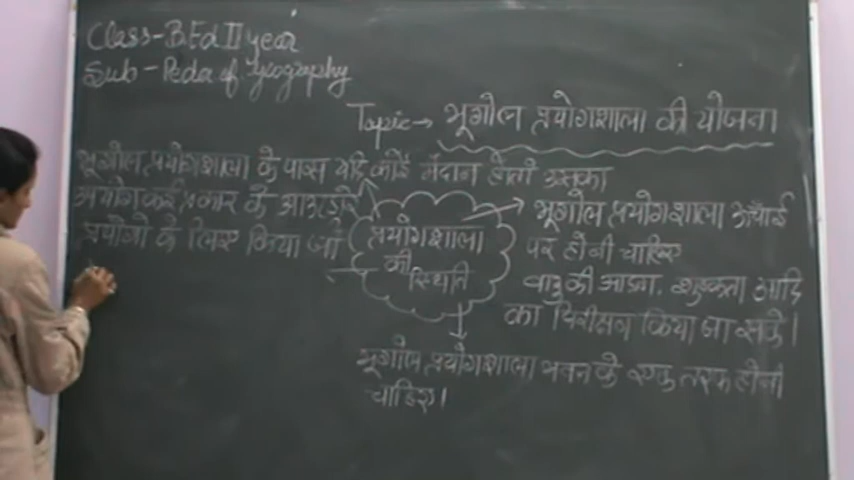 Class-B.Ed II year
Sub-Peda of Geography
Topic→ भूगोल प्रयोगशाला की योजना
भूगोल प्रयोगशाला के पास यदि कोई मैदान हो तो उसका
प्रयोग कई प्रकार के आउटडोर
प्रयोगो के लिए किया जा
प्रयोगशाला
की
स्थिति
भूगोल प्रयोगशाला ऊँचाई
पर होनी चाहिए
वायु की आद्रता, शुष्कता आदि
का निरीक्षण किया जा सके।
भूगोल प्रयोगशाला भवन के एक तरफ होनी
चाहिए।